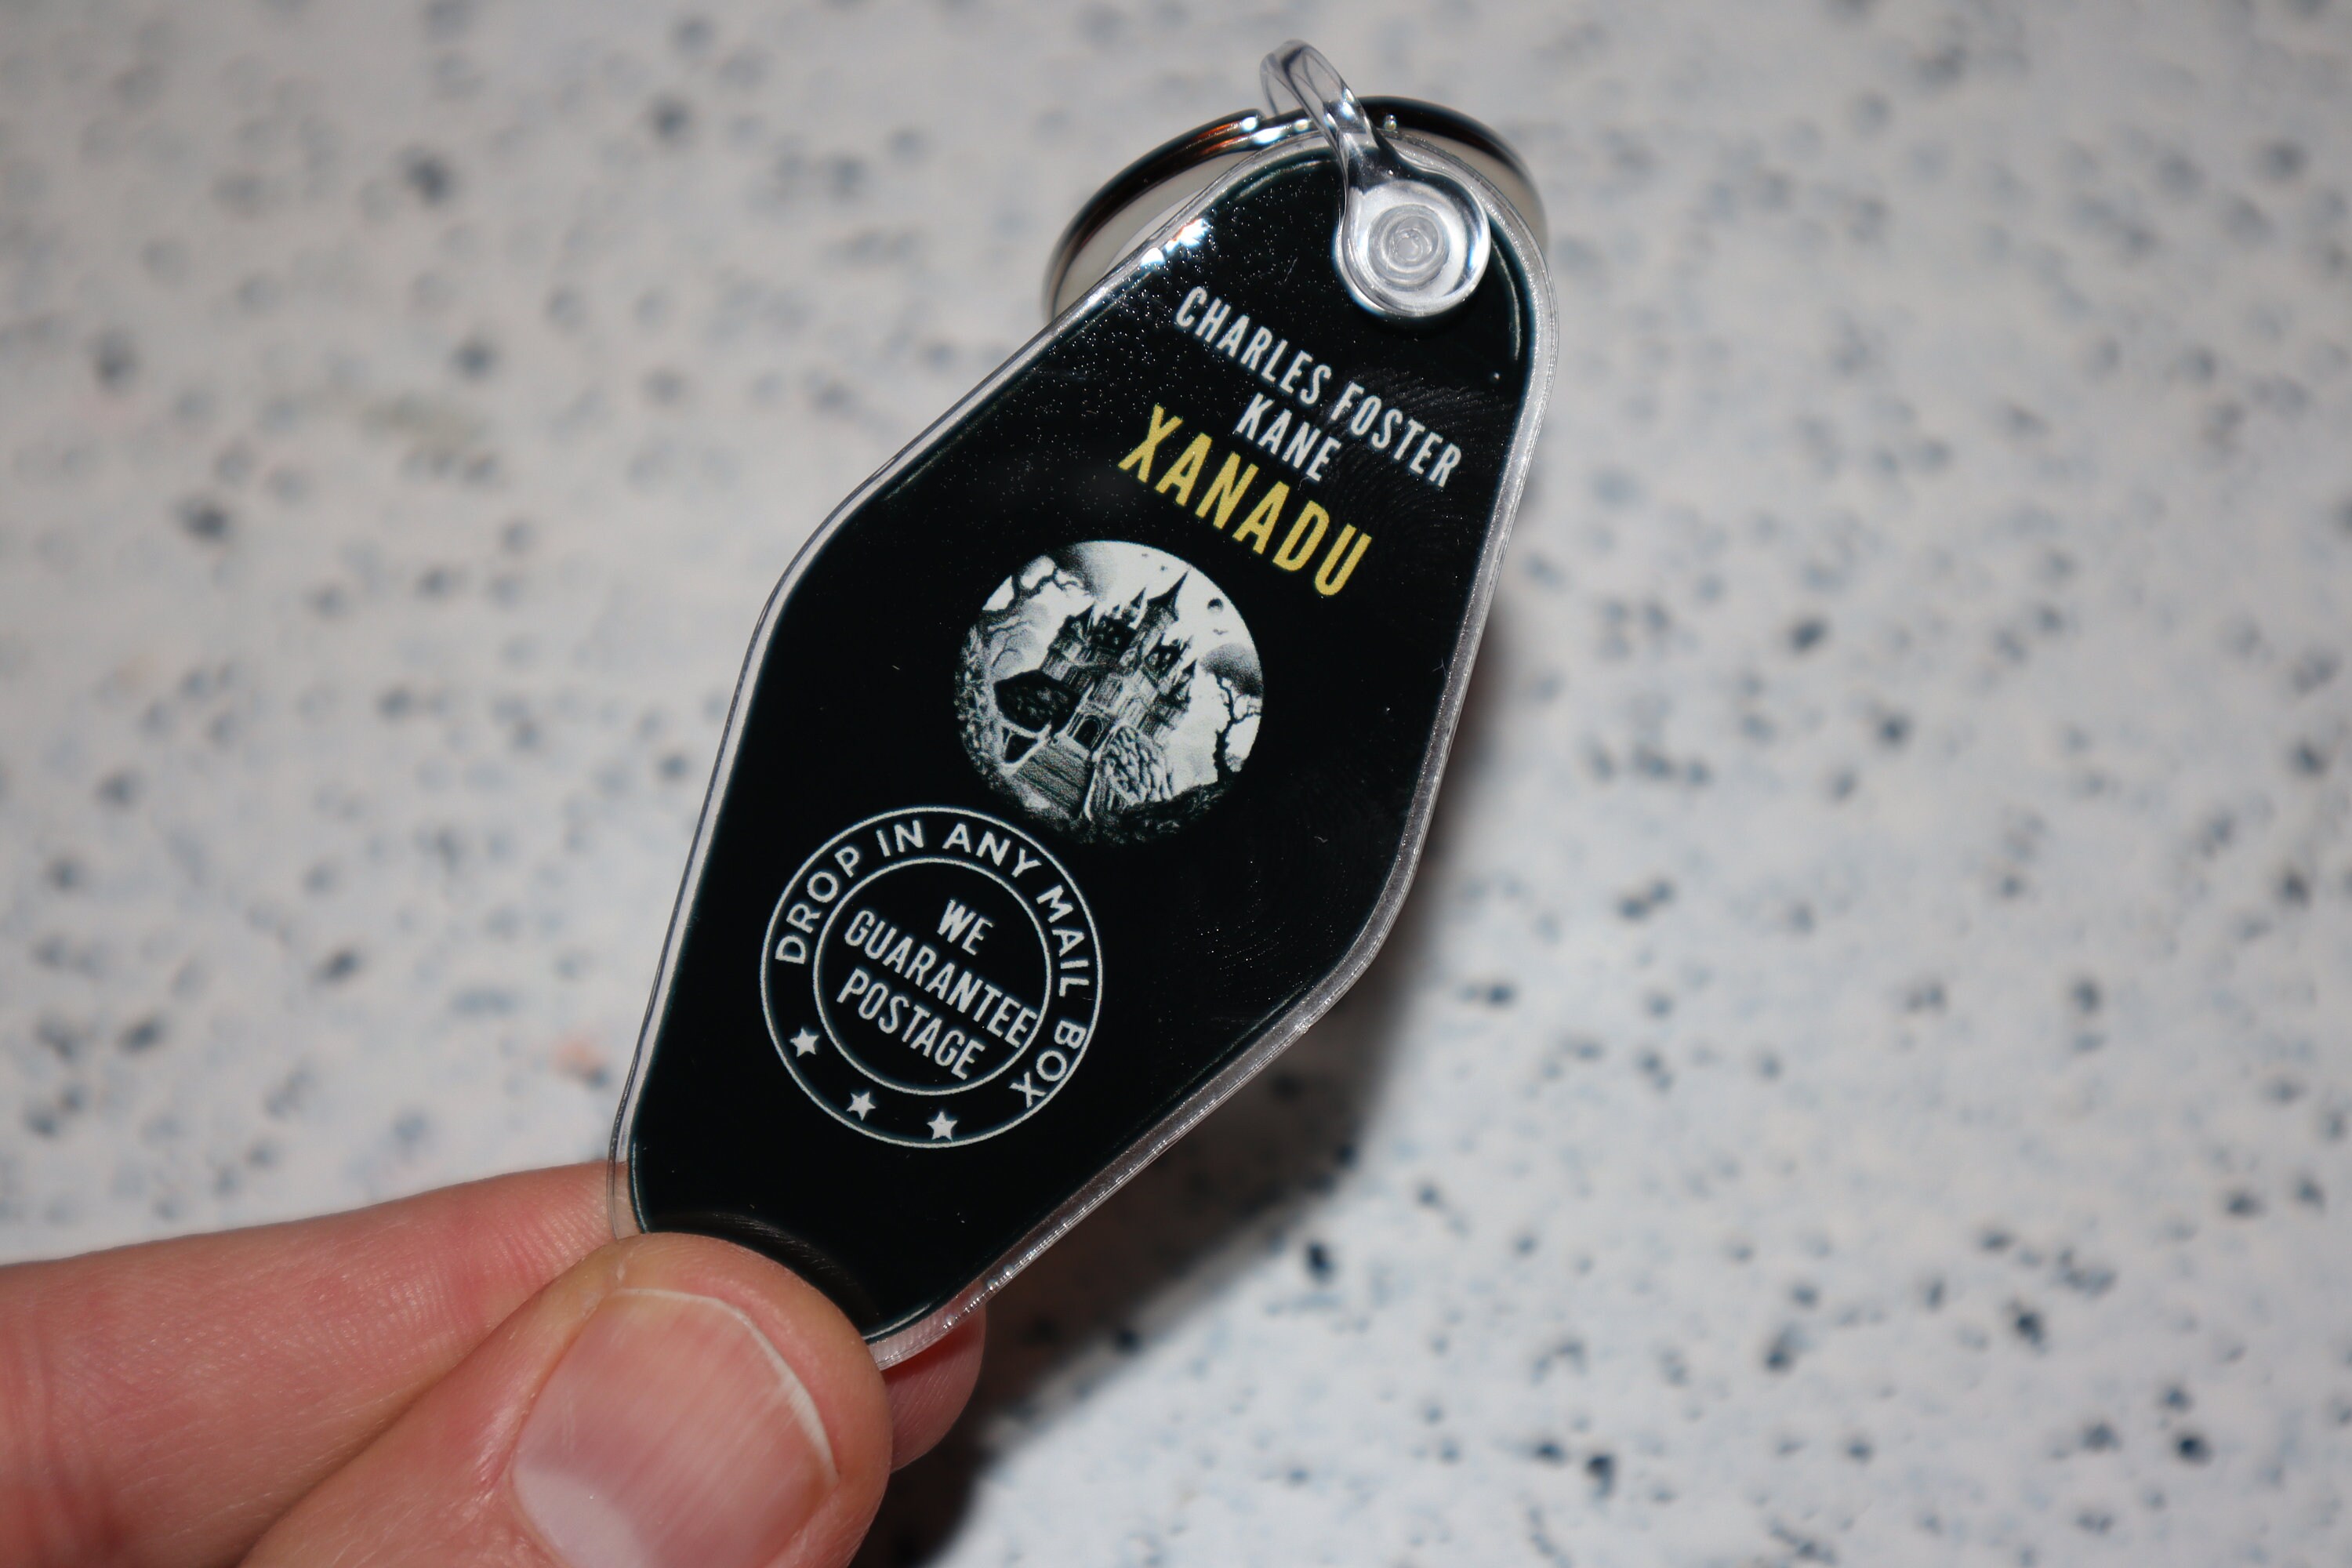 CHARLES FOSTER
KANE
XANADU
DROP IN ANY MAIL BOX
WE
GUARANTEE
POSTAGE